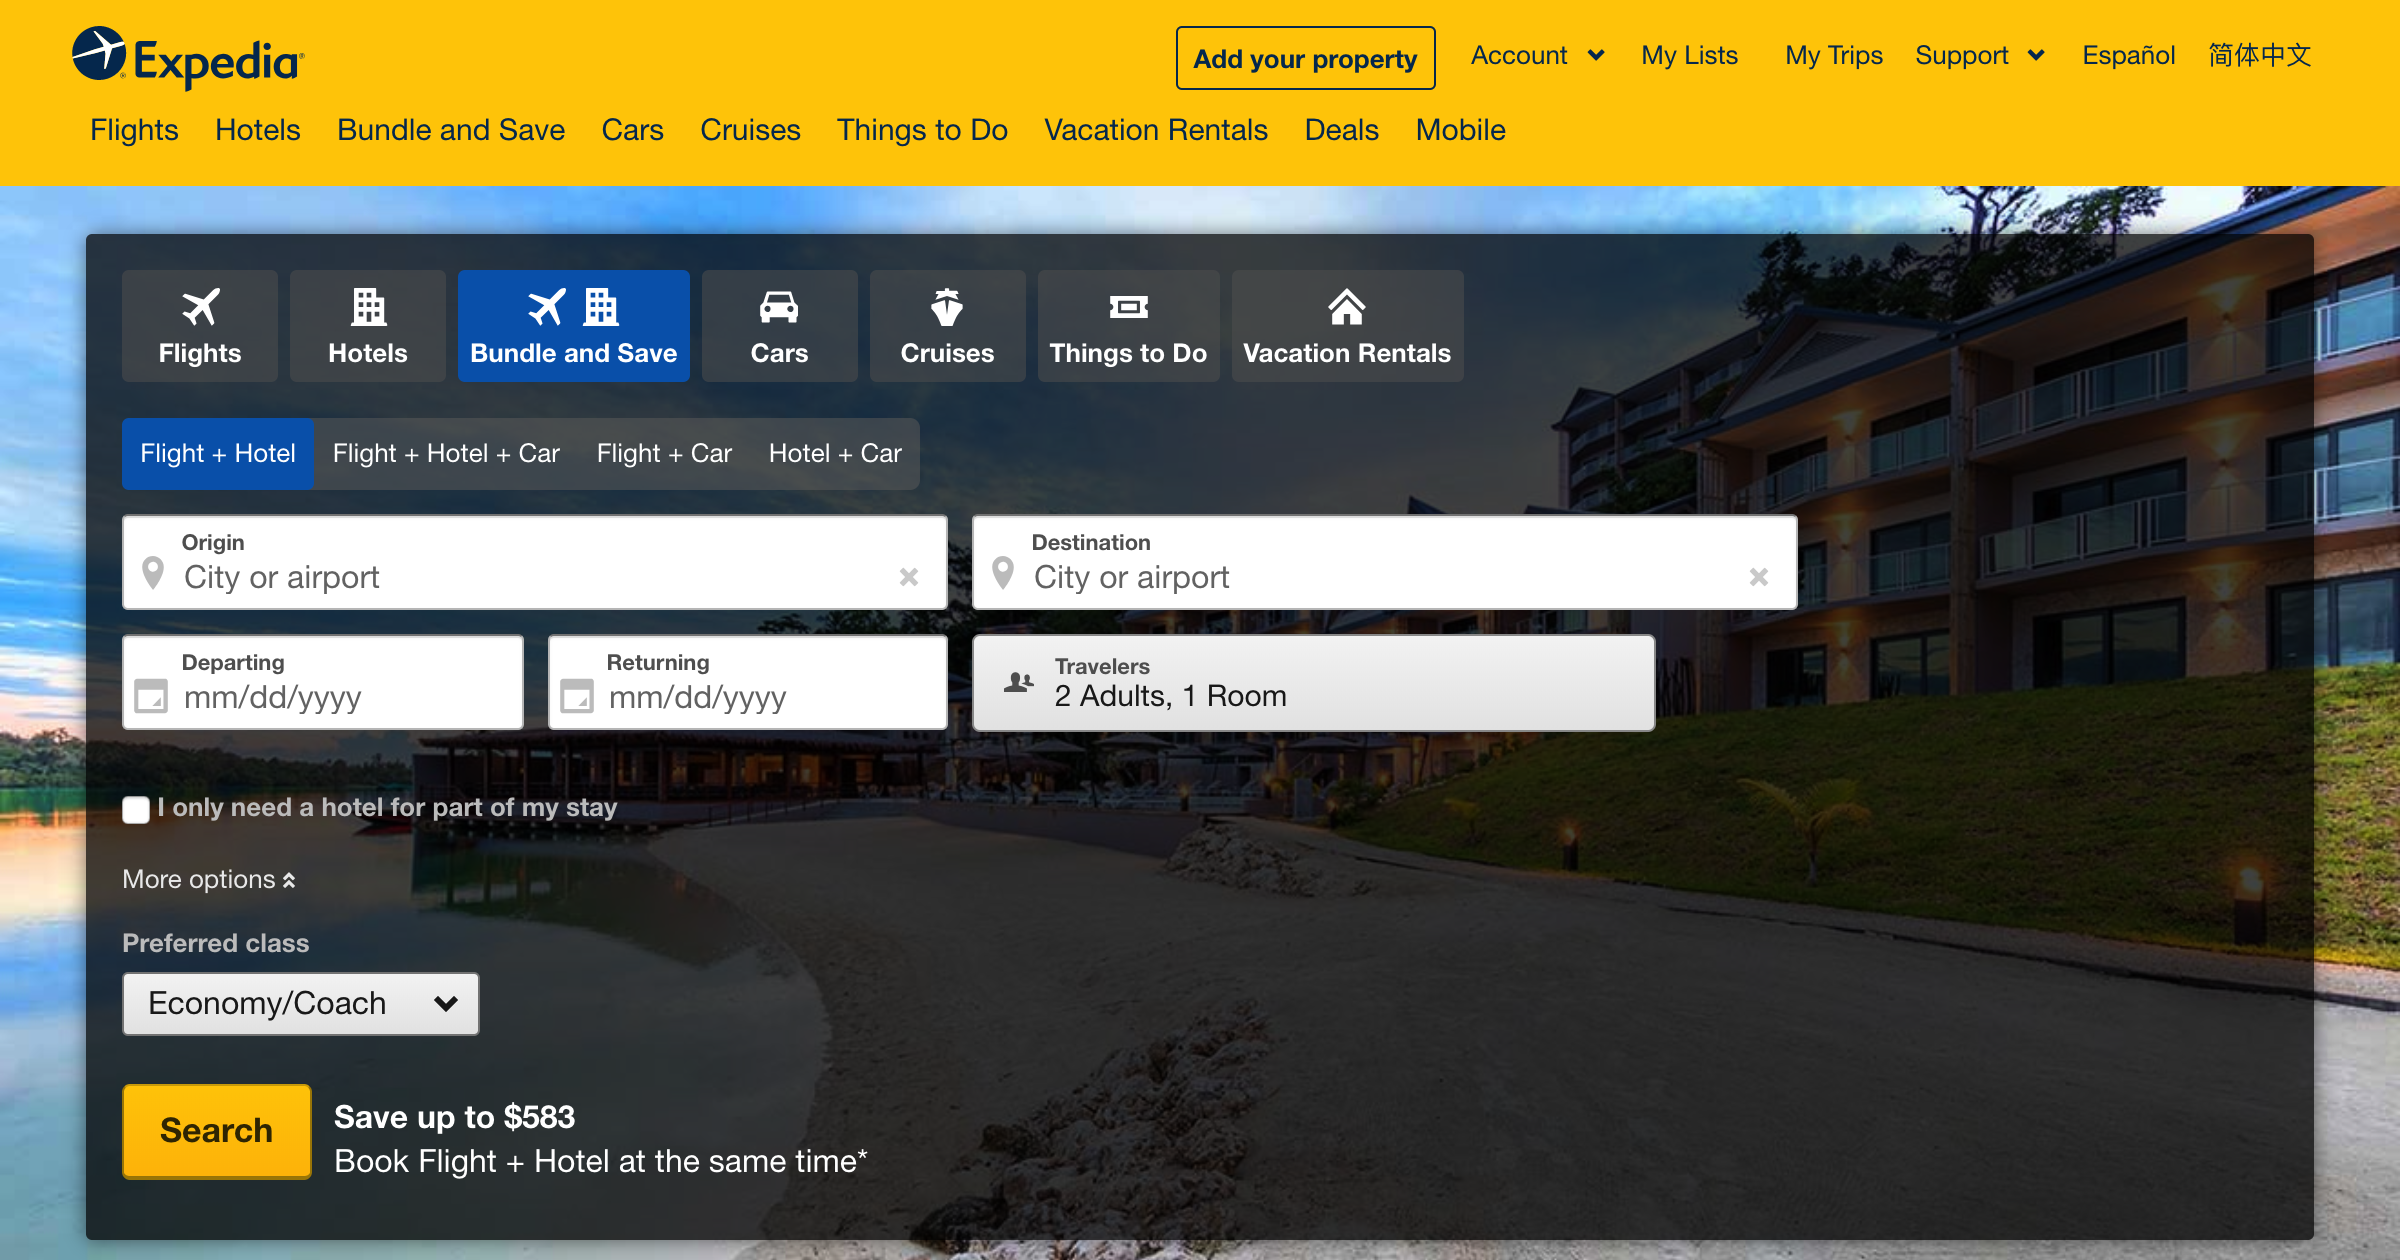 Expedia®
Add your property
Account
My Lists
My Trips
Support
Español
简体中文
Flights
Hotels
Bundle and Save
Cars
Cruises
Things to Do
Vacation Rentals
Deals
Mobile
Flights
Hotels
Bundle and Save
Cars
Cruises
Things to Do
Vacation Rentals
Flight + Hotel
Flight + Hotel + Car
Flight + Car
Hotel + Car
Origin
City or airport
Destination
City or airport
Departing
mm/dd/yyyy
Returning
mm/dd/yyyy
Travelers
2 Adults, 1 Room
I only need a hotel for part of my stay
More options
Preferred class
Economy/Coach
Search
Save up to $583
Book Flight + Hotel at the same time*